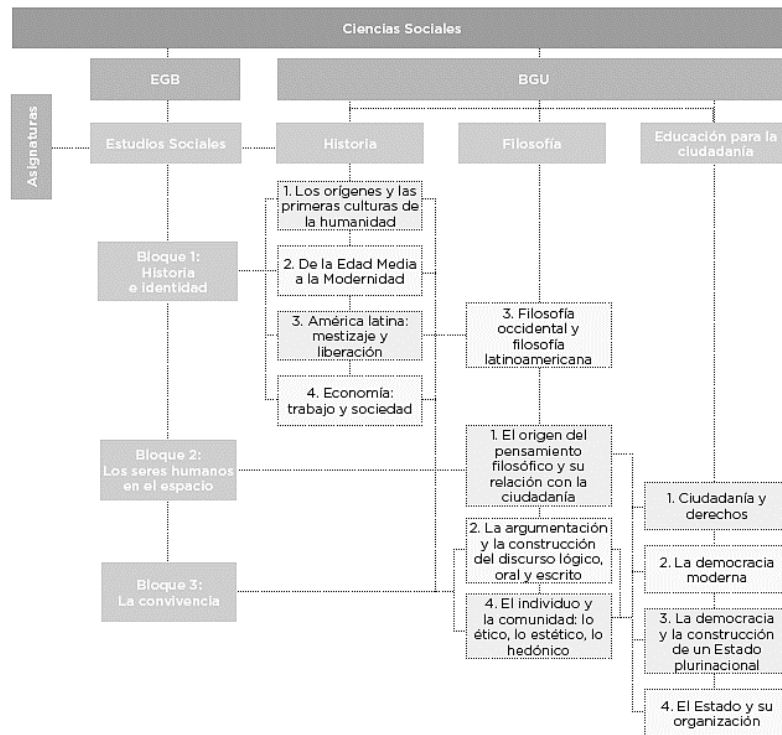 Ciencias Sociales
EGB
BGU
Asignaturas
Estudios Sociales
Historia
Filosofía
Educación para la
ciudadanía
1. Los orígenes y las
primeras culturas de
la humanidad
Bloque 1:
Historia
e identidad
2. De la Edad Media
a la Modernidad
3. América latina:
mestizaje y
liberación
3. Filosofía
occidental y
filosofía
latinoamericana
4. Economía:
trabajo y sociedad
Bloque 2:
Los seres humanos
en el espacio
1. El origen del
pensamiento
filosófico y su
relación con la
ciudadanía
1. Ciudadanía y
derechos
2. La argumentación
y la construcción
del discurso lógico,
oral y escrito
2. La democracia
moderna
Bloque 3:
La convivencia
4. El individuo y
la comunidad: lo
ético, lo estético, lo
hedónico
3. La democracia
y la construcción
de un Estado
plurinacional
4. El Estado y su
organización